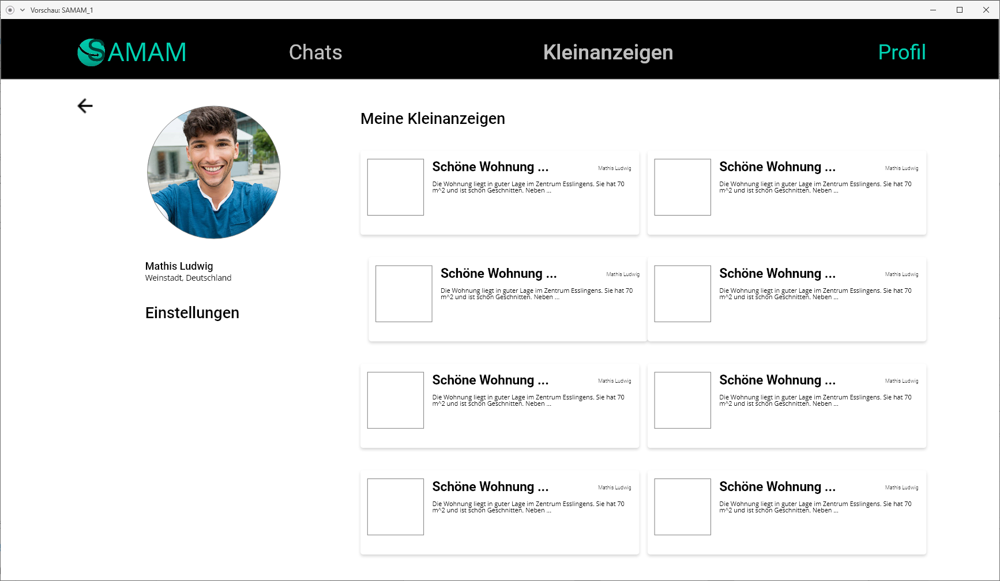 Vorschau: SAMAM_1
SAMAM
Chats
Kleinanzeigen
Profil
Mathis Ludwig
Weinstadt, Deutschland
Einstellungen
Meine Kleinanzeigen
Schöne Wohnung ...
Mathis Ludwig
Die Wohnung liegt in guter Lage im Zentrum Esslingens. Sie hat 70
m^2 und ist schön Geschnitten. Neben ...
Schöne Wohnung ...
Mathis Ludwig
Die Wohnung liegt in guter Lage im Zentrum Esslingens. Sie hat 70
m^2 und ist schön Geschnitten. Neben ...
Schöne Wohnung ...
Mathis Ludwig
Die Wohnung liegt in guter Lage im Zentrum Esslingens. Sie hat 70
m^2 und ist schön Geschnitten. Neben ...
Schöne Wohnung ...
Mathis Ludwig
Die Wohnung liegt in guter Lage im Zentrum Esslingens. Sie hat 70
m^2 und ist schön Geschnitten. Neben ...
Schöne Wohnung ...
Mathis Ludwig
Die Wohnung liegt in guter Lage im Zentrum Esslingens. Sie hat 70
m^2 und ist schön Geschnitten. Neben ...
Schöne Wohnung ...
Mathis Ludwig
Die Wohnung liegt in guter Lage im Zentrum Esslingens. Sie hat 70
m^2 und ist schön Geschnitten. Neben ...
Schöne Wohnung ...
Mathis Ludwig
Die Wohnung liegt in guter Lage im Zentrum Esslingens. Sie hat 70
m^2 und ist schön Geschnitten. Neben ...
Schöne Wohnung ...
Mathis Ludwig
Die Wohnung liegt in guter Lage im Zentrum Esslingens. Sie hat 70
m^2 und ist schön Geschnitten. Neben ...